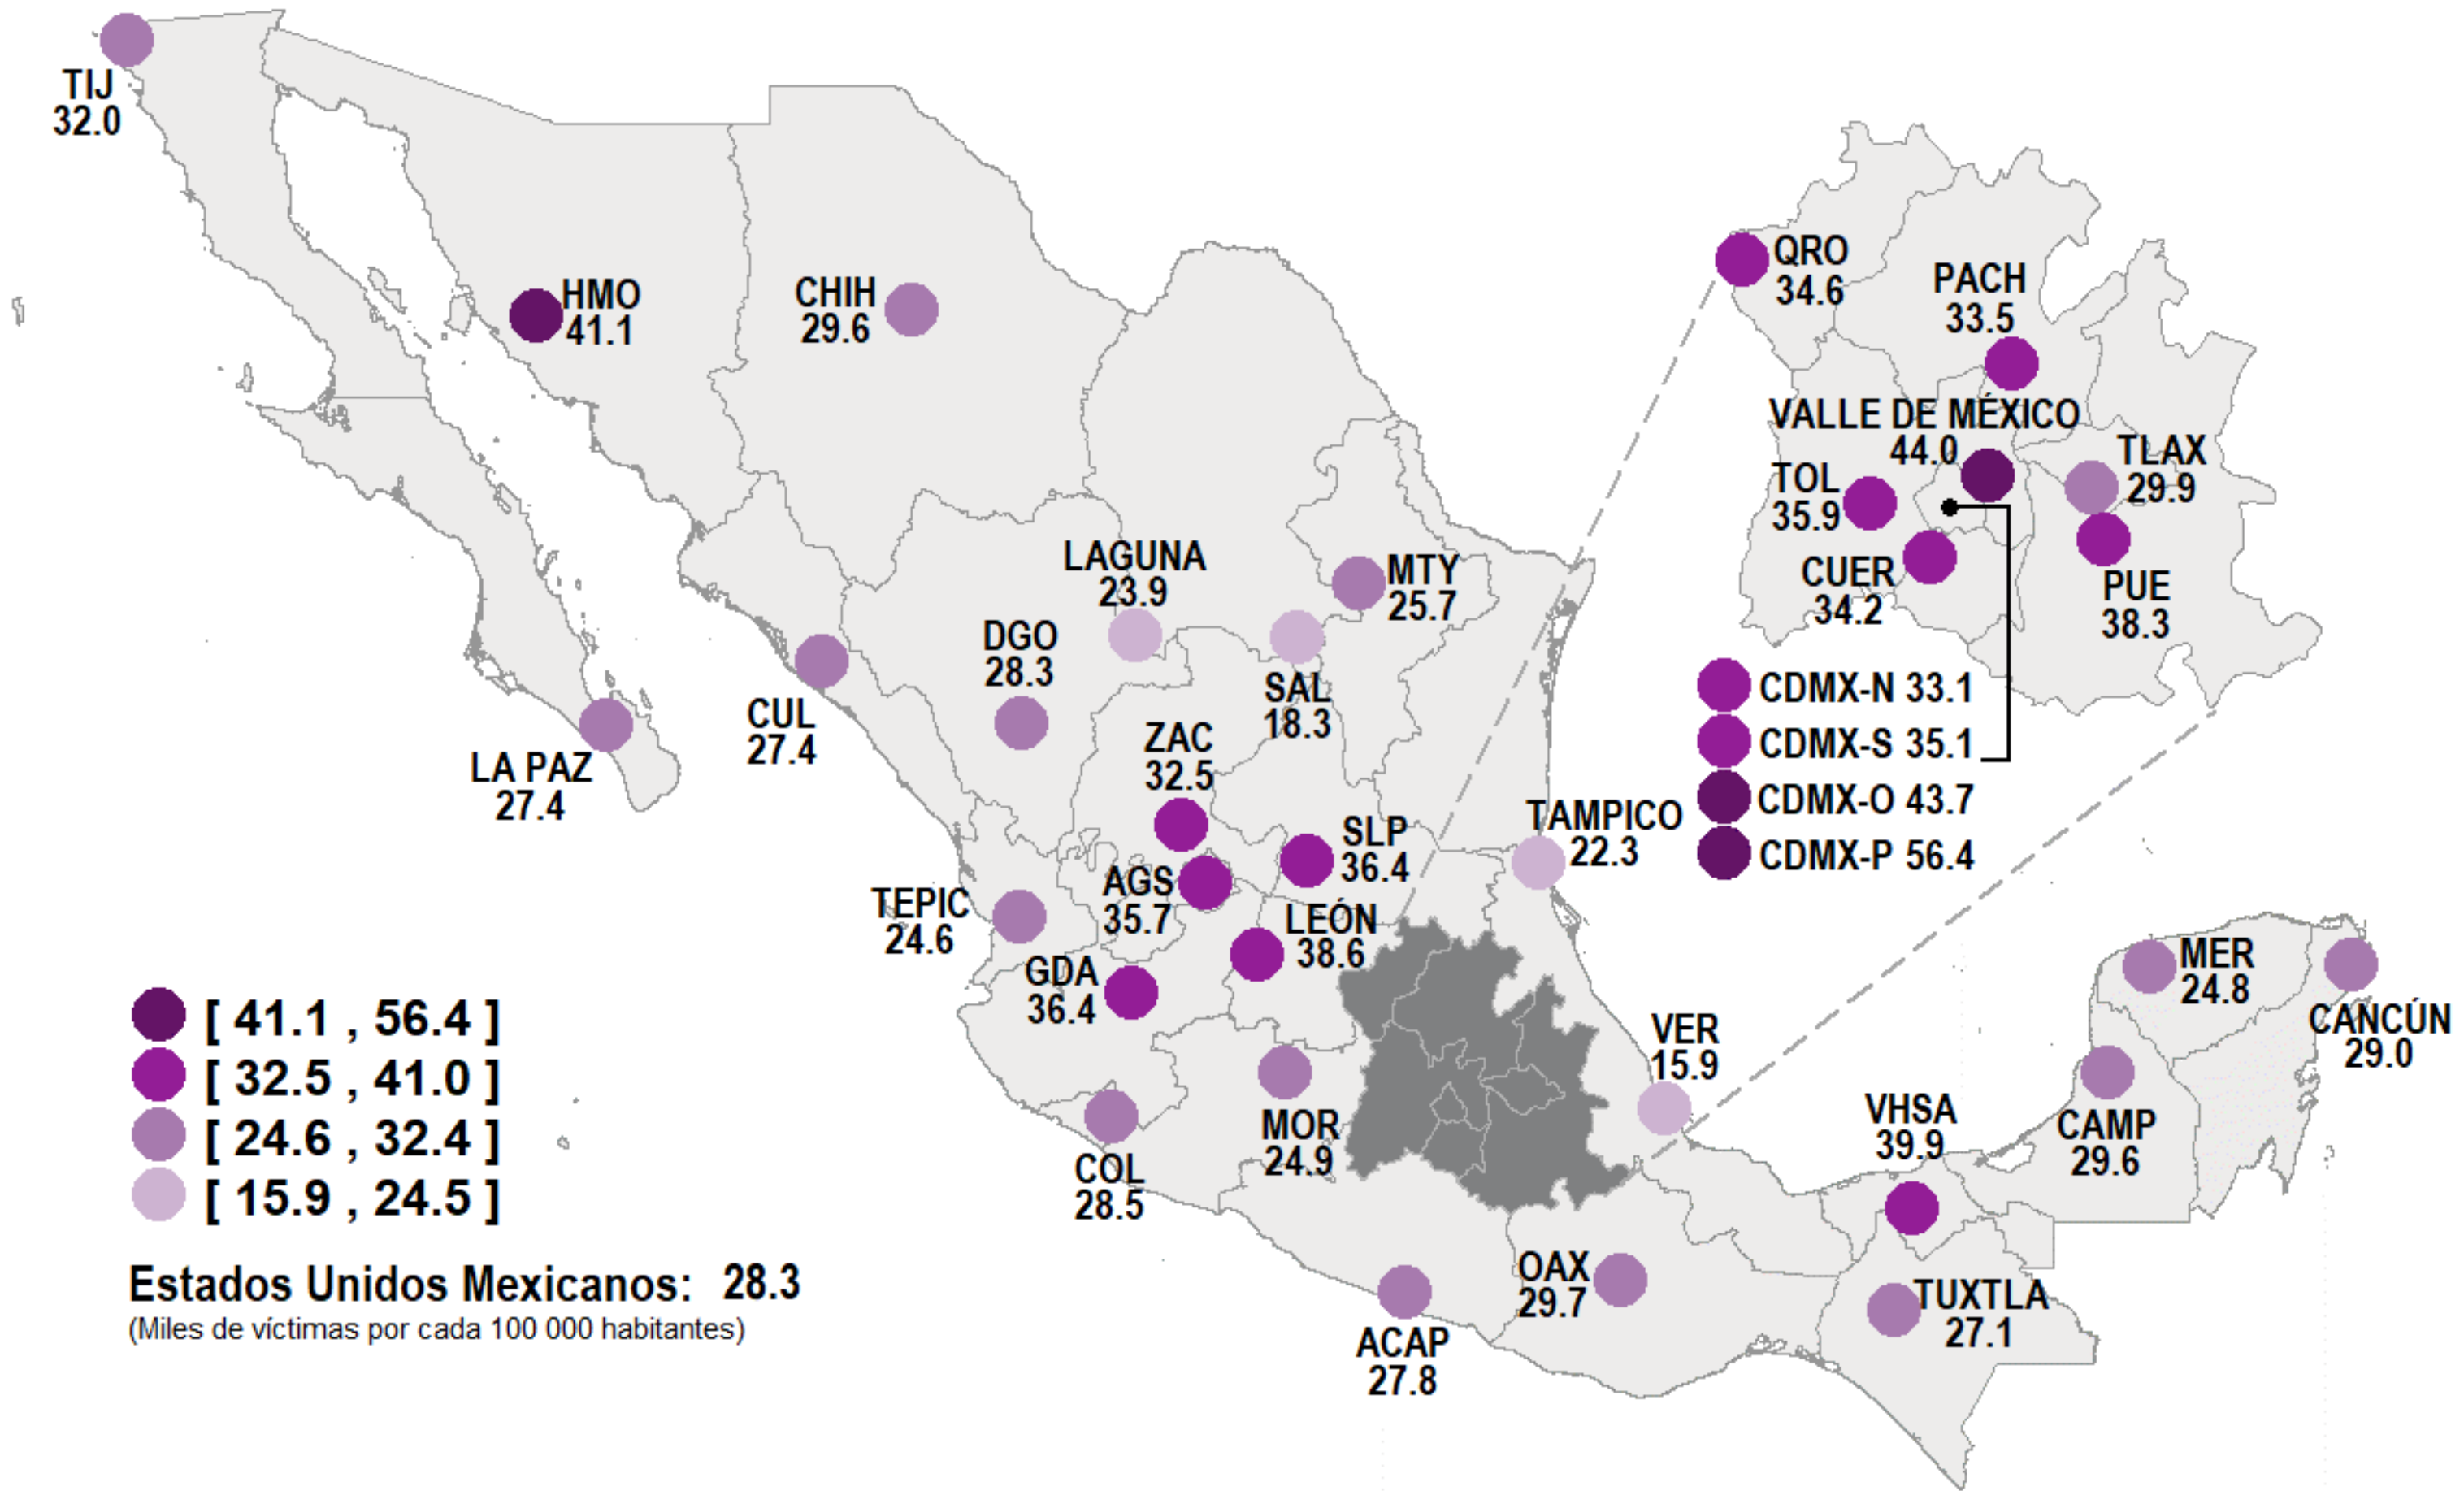 TIJ
32.0
HMO
41.1
CHIH
29.6
QRO
34.6
PACH
33.5
VALLE DE MÉXICO
44.0
TLAX
29.9
TOL
35.9
CUER
34.2
PUE
38.3
CDMX-N 33.1
CDMX-S 35.1
CDMX-O 43.7
CDMX-P 56.4
LAGUNA
23.9
MTY
25.7
DGO
28.3
SAL
18.3
CUL
27.4
LA PAZ
27.4
ZAC
32.5
SLP
36.4
TAMPICO
22.3
AGS
35.7
TEPIC
24.6
LEÓN
38.6
GDA
36.4
MER
24.8
CANCÚN
29.0
VER
15.9
VHSA
39.9
CAMP
29.6
MOR
24.9
COL
28.5
OAX
29.7
TUXTLA
27.1
ACAP
27.8
[ 41.1 , 56.4 ]
[ 32.5 , 41.0 ]
[ 24.6 , 32.4 ]
[ 15.9 , 24.5 ]
Estados Unidos Mexicanos: 28.3
(Miles de víctimas por cada 100 000 habitantes)